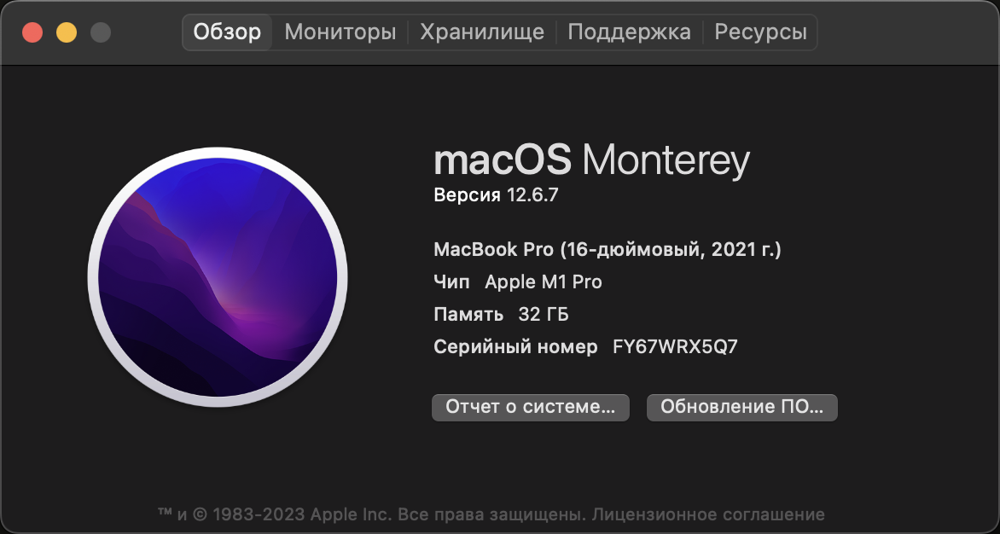 Обзор Мониторы Хранилище Поддержка Ресурсы
macOS Monterey
Версия 12.6.7
MacBook Pro (16-дюймовый, 2021 г.)
Чип Apple M1 Pro
Память 32 ГБ
Серийный номер FY67WRX5Q7
Отчет о системе... Обновление ПО...
™ и © 1983-2023 Apple Inc. Все права защищены. Лицензионное соглашение